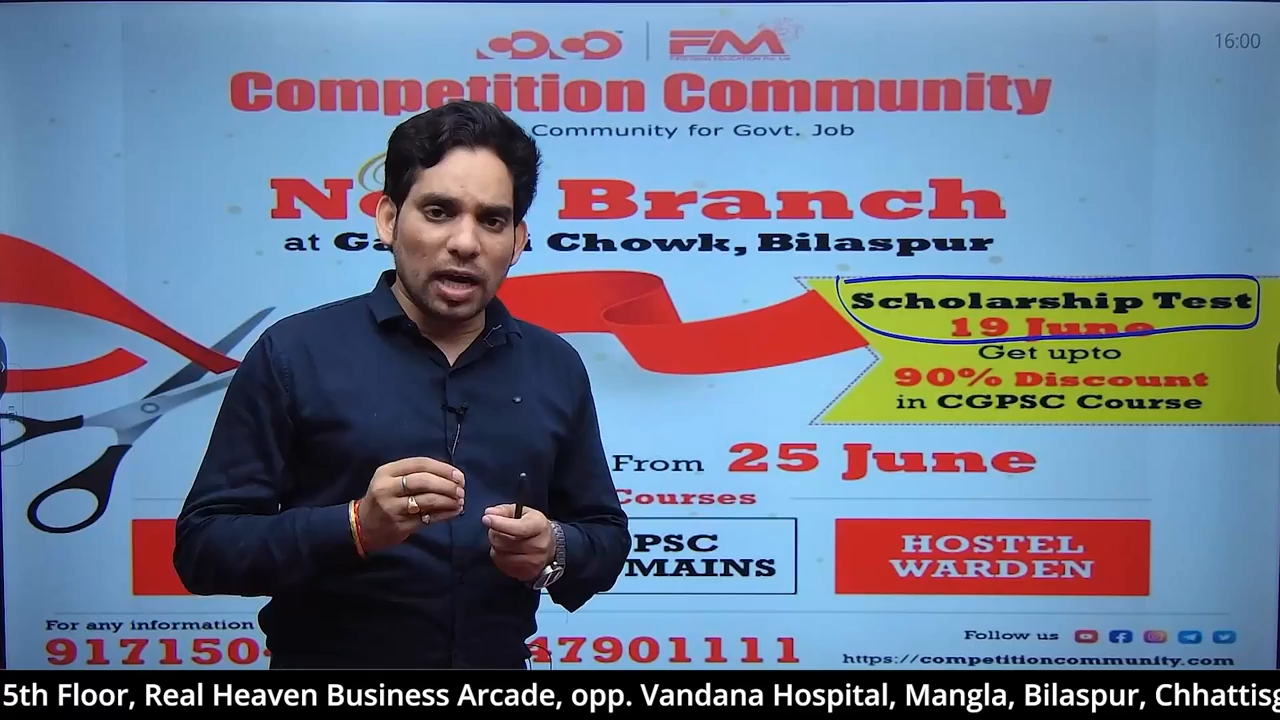 16:00
FM
Competition Community
Community for Govt. Job
Branch
at Chowk, Bilaspur
Scholarship Test
19 June
Get upto
90% Discount
in CGPSC Course
From 25 June
Courses
PSC
MAINS
HOSTEL
WARDEN
For any information
917150
47901111
Follow us
https://competitioncommunity.com
5th Floor, Real Heaven Business Arcade, opp. Vandana Hospital, Mangla, Bilaspur,